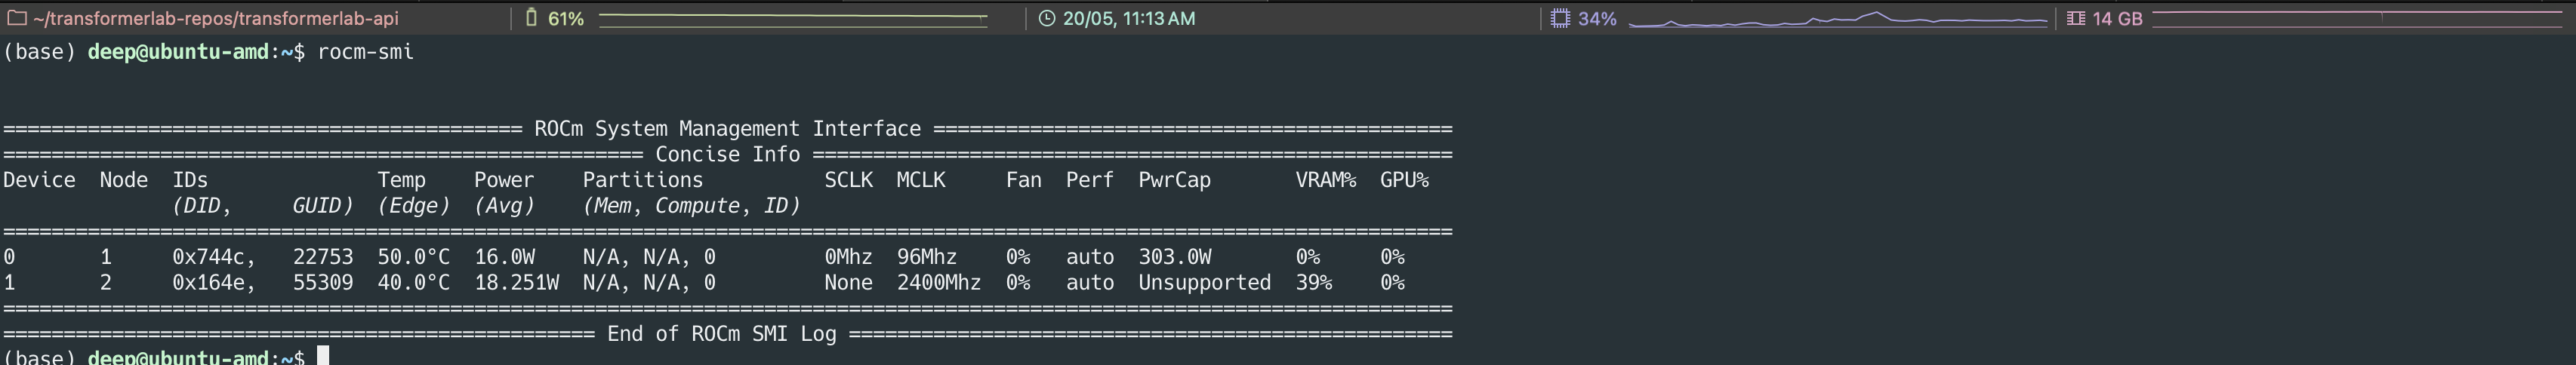 ~/transformerlab-repos/transformerlab-api 61% 20/05, 11:13 AM 34% 14 GB
(base) deep@ubuntu-amd:~$ rocm-smi
=========================================== ROCm System Management Interface ===========================================
===================================================== Concise Info =====================================================
Device  Node  IDs              Temp    Power    Partitions          SCLK  MCLK     Fan  Perf  PwrCap       VRAM%  GPU%
              (DID,     GUID)  (Edge)  (Avg)    (Mem, Compute, ID)
========================================================================================================================
0       1     0x744c,   22753  50.0°C  16.0W    N/A, N/A, 0         0Mhz  96Mhz    0%   auto  303.0W       0%     0%
1       2     0x164e,   55309  40.0°C  18.251W  N/A, N/A, 0         None  2400Mhz  0%   auto  Unsupported  39%    0%
========================================================================================================================
================================================= End of ROCm SMI Log ==================================================
(base) deep@ubuntu-amd:~$